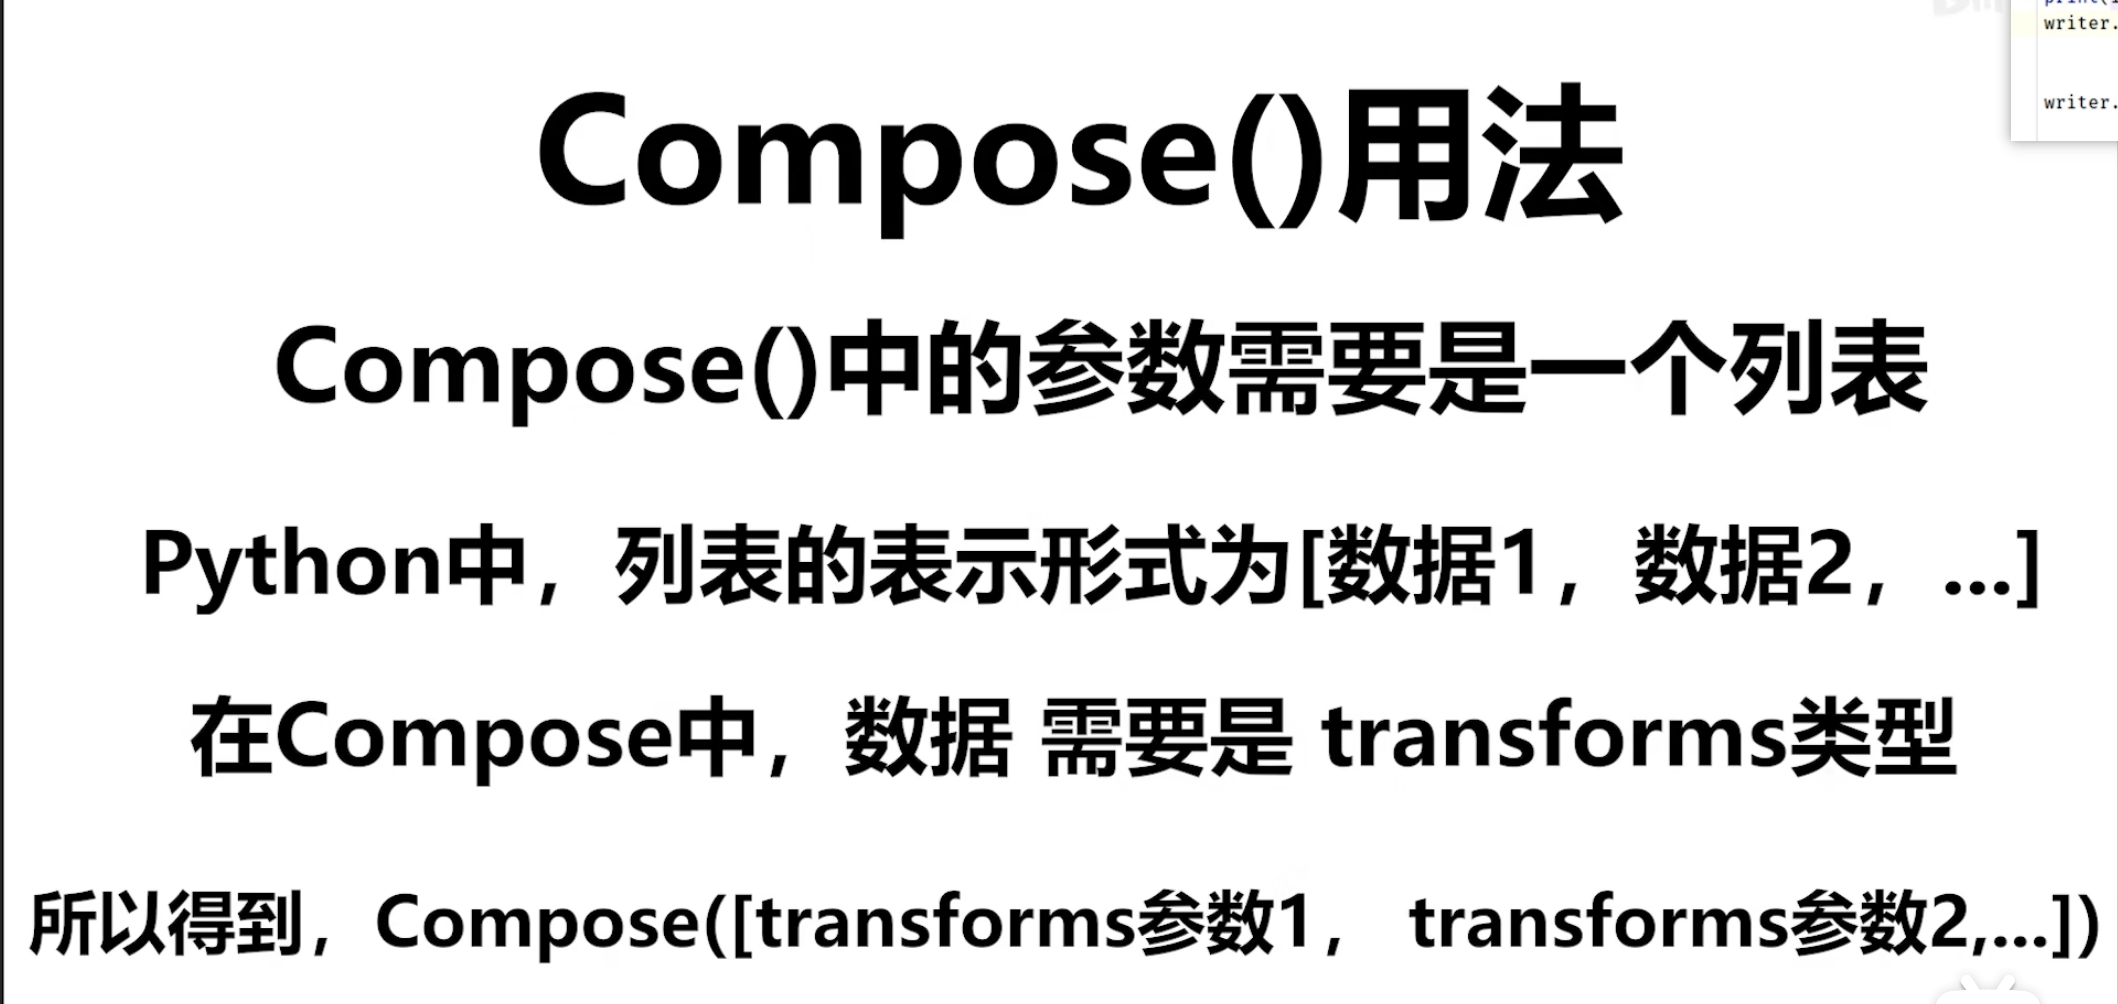 writer.
writer.
Compose()用法
Compose()中的参数需要是一个列表
Python中，列表的表示形式为[数据1，数据2，...]
在Compose中，数据 需要是 transforms类型
所以得到，Compose([transforms参数1， transforms参数2,...])